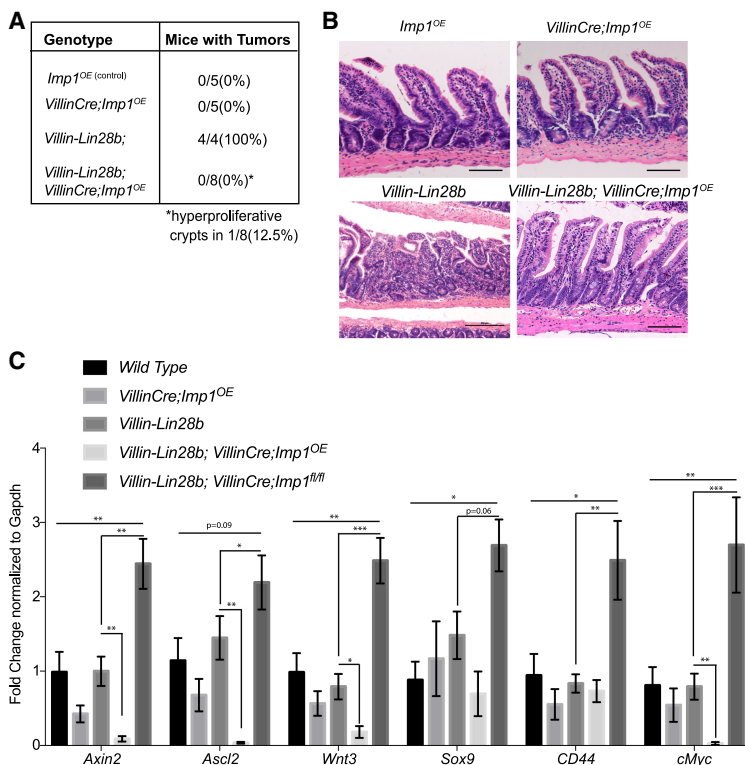 A
Genotype Mice with Tumors
Imp1OE (control) 0/5(0%)
VillinCre;Imp1OE 0/5(0%)
Villin-Lin28b; 4/4(100%)
Villin-Lin28b;
VillinCre;Imp1OE 0/8(0%)*
*hyperproliferative
crypts in 1/8(12.5%)
B
Imp1OE VillinCre;Imp1OE
Villin-Lin28b Villin-Lin28b; VillinCre;Imp1OE
C
Wild Type
VillinCre;Imp1OE
Villin-Lin28b
Villin-Lin28b; VillinCre;Imp1OE
Villin-Lin28b; VillinCre;Imp1fl/fl
Fold Change normalized to Gapdh
4
3
2
1
0
** ** **
p=0.09 * **
** *** *
* p=0.06
* **
** *** **
Axin2 Ascl2 Wnt3 Sox9 CD44 cMyc